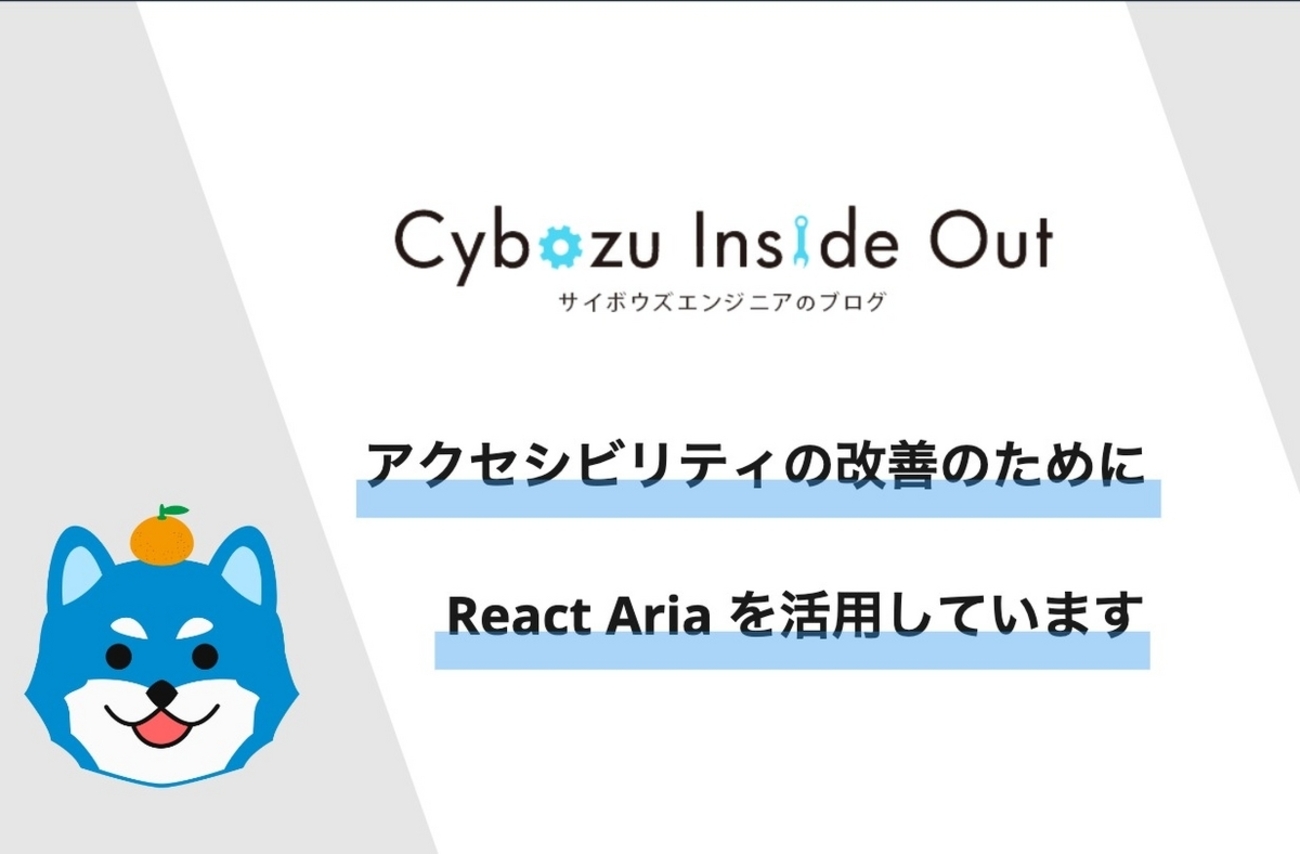 Cybozu Inside Out
サイボウズエンジニアのブログ
アクセシビリティの改善のために
React Aria を活用しています